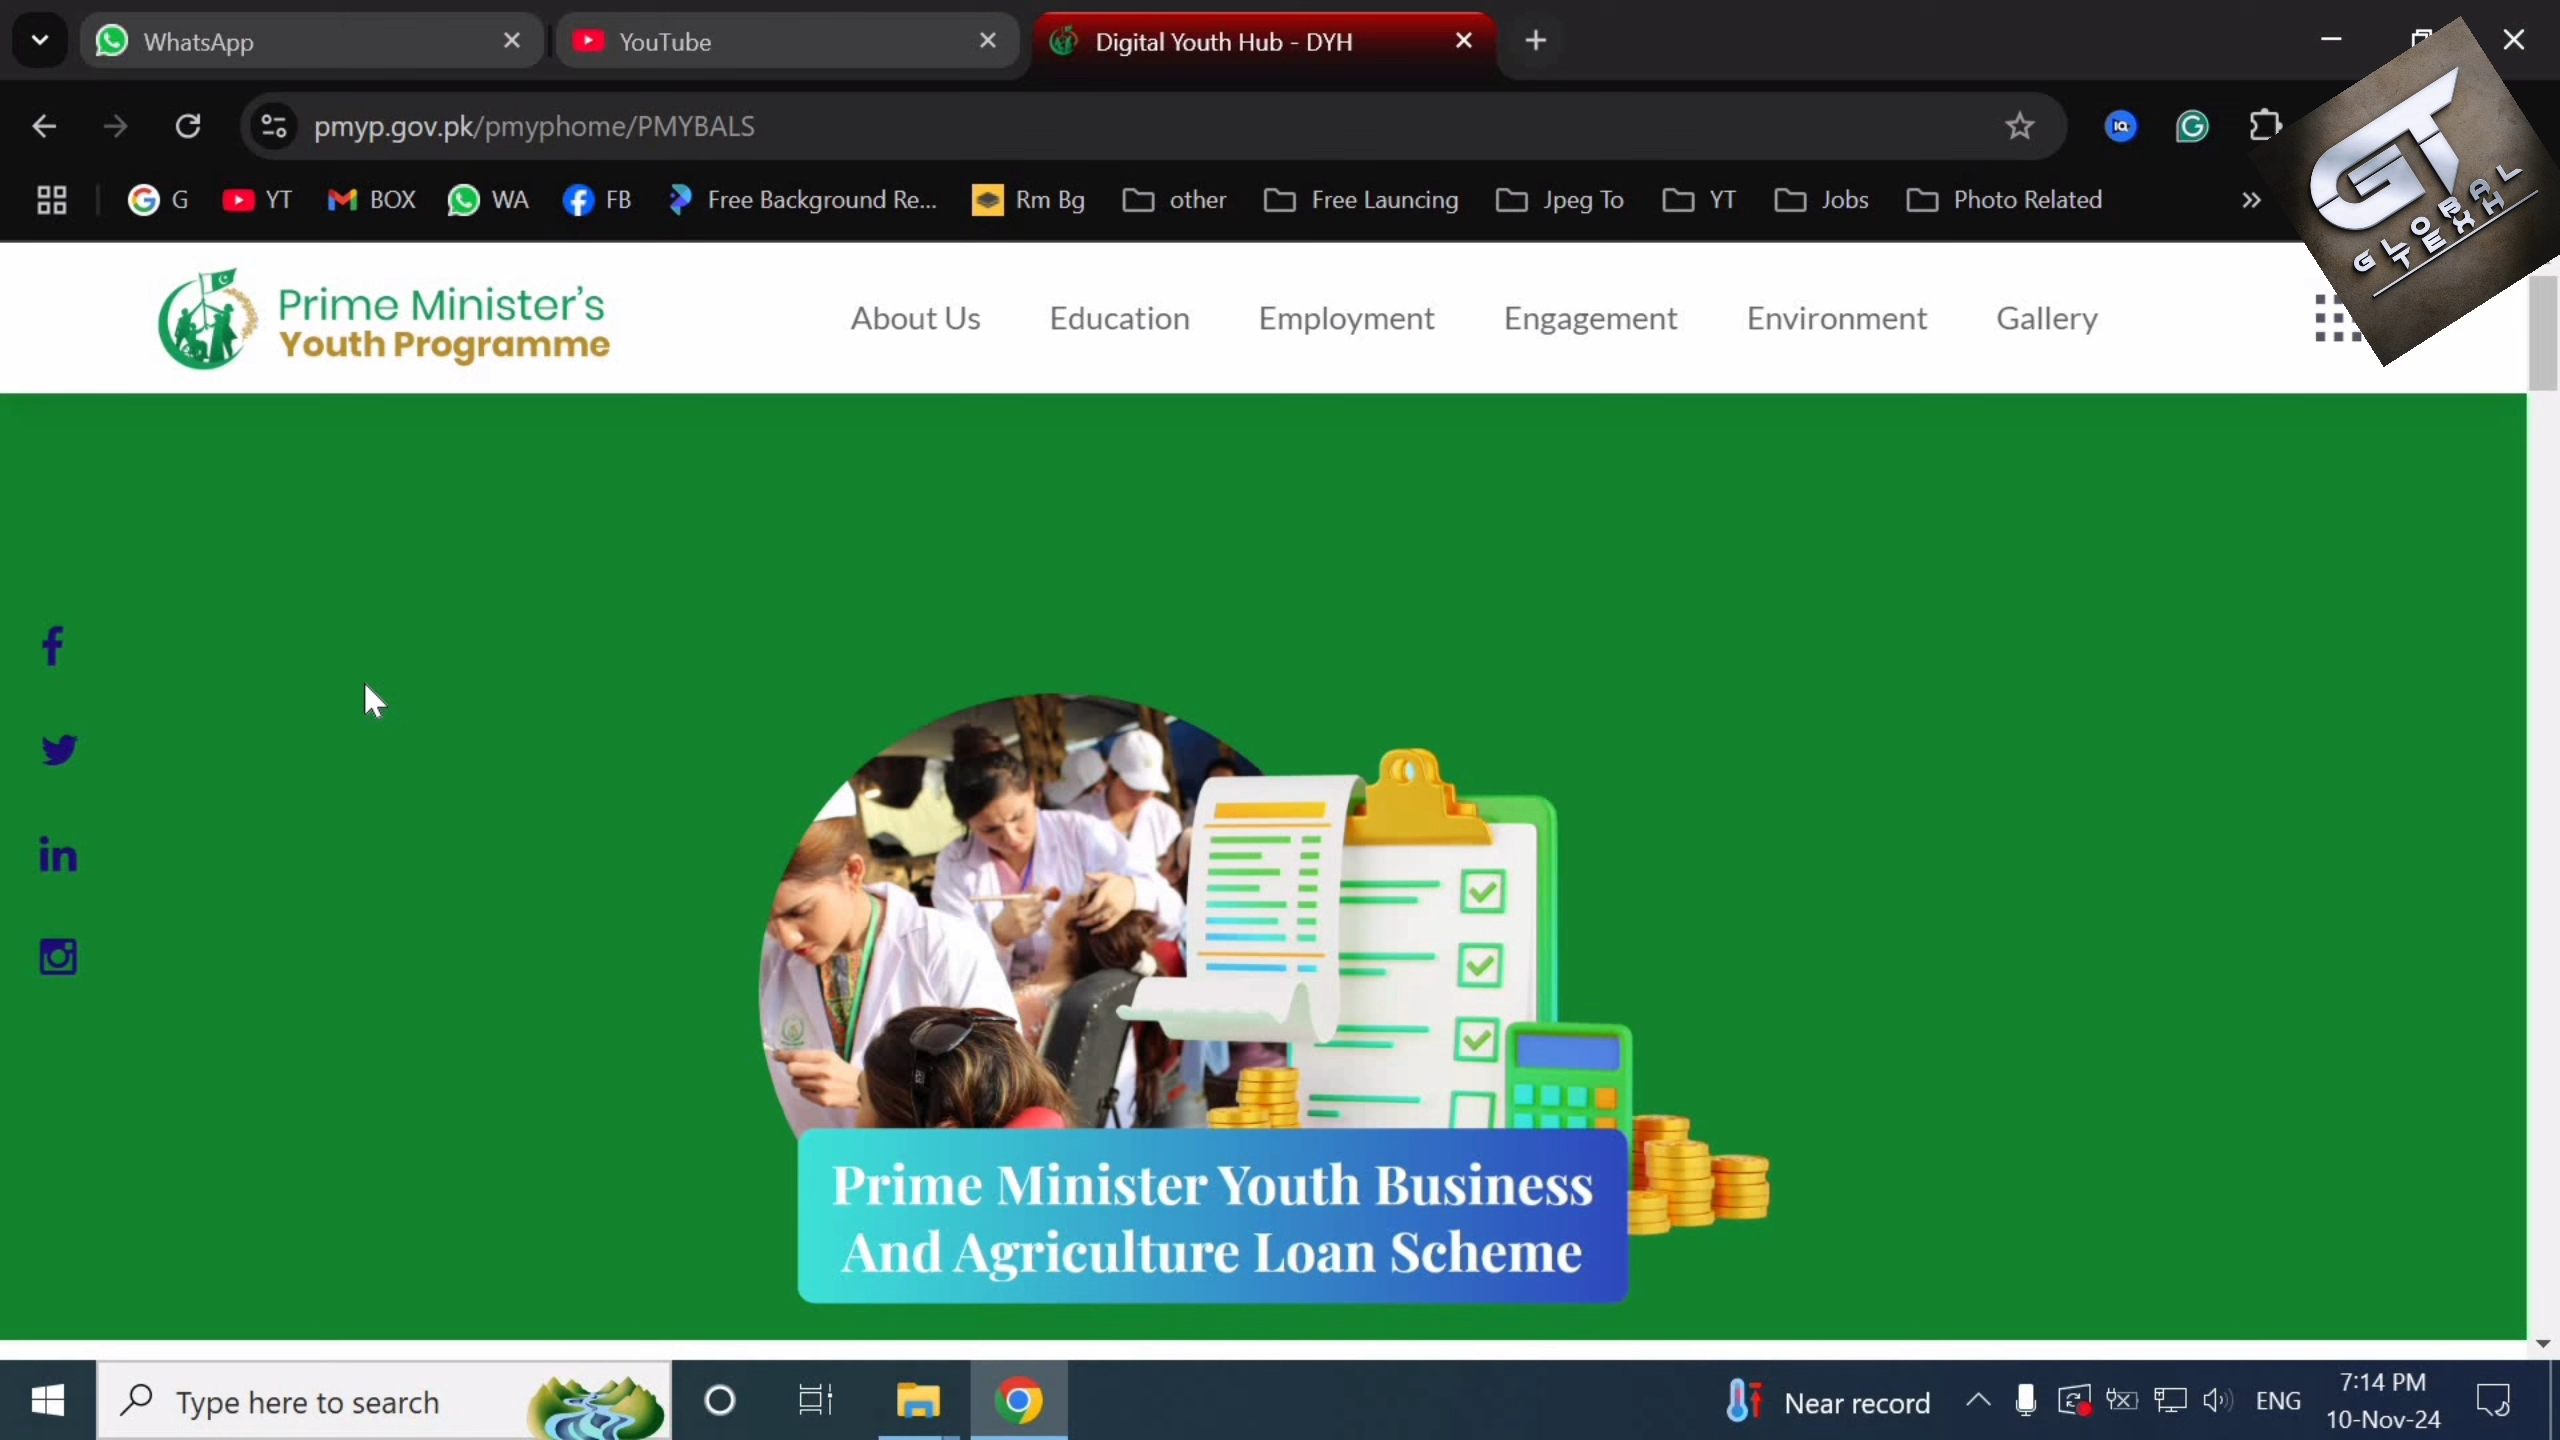 WhatsApp
YouTube
Digital Youth Hub - DYH
pmyp.gov.pk/pmyphome/PMYBALS
G
YT
BOX
WA
FB
Free Background Re...
Rm Bg
other
Free Launcing
Jpeg To
YT
Jobs
Photo Related
GT
GLOBAL
TEXH
Prime Minister's
Youth Programme
About Us
Education
Employment
Engagement
Environment
Gallery
Prime Minister Youth Business
And Agriculture Loan Scheme
Type here to search
Near record
ENG
7:14 PM
10-Nov-24